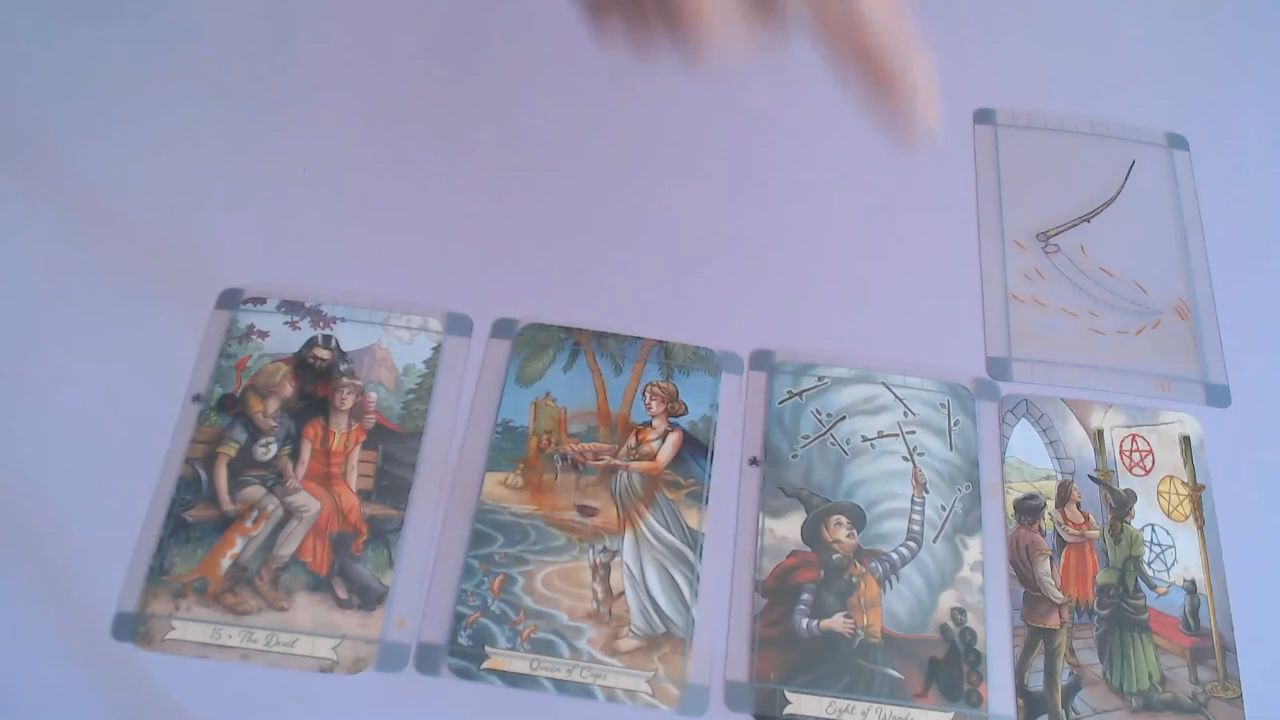 15 • The Devil
Queen of Cups
Eight of Wands